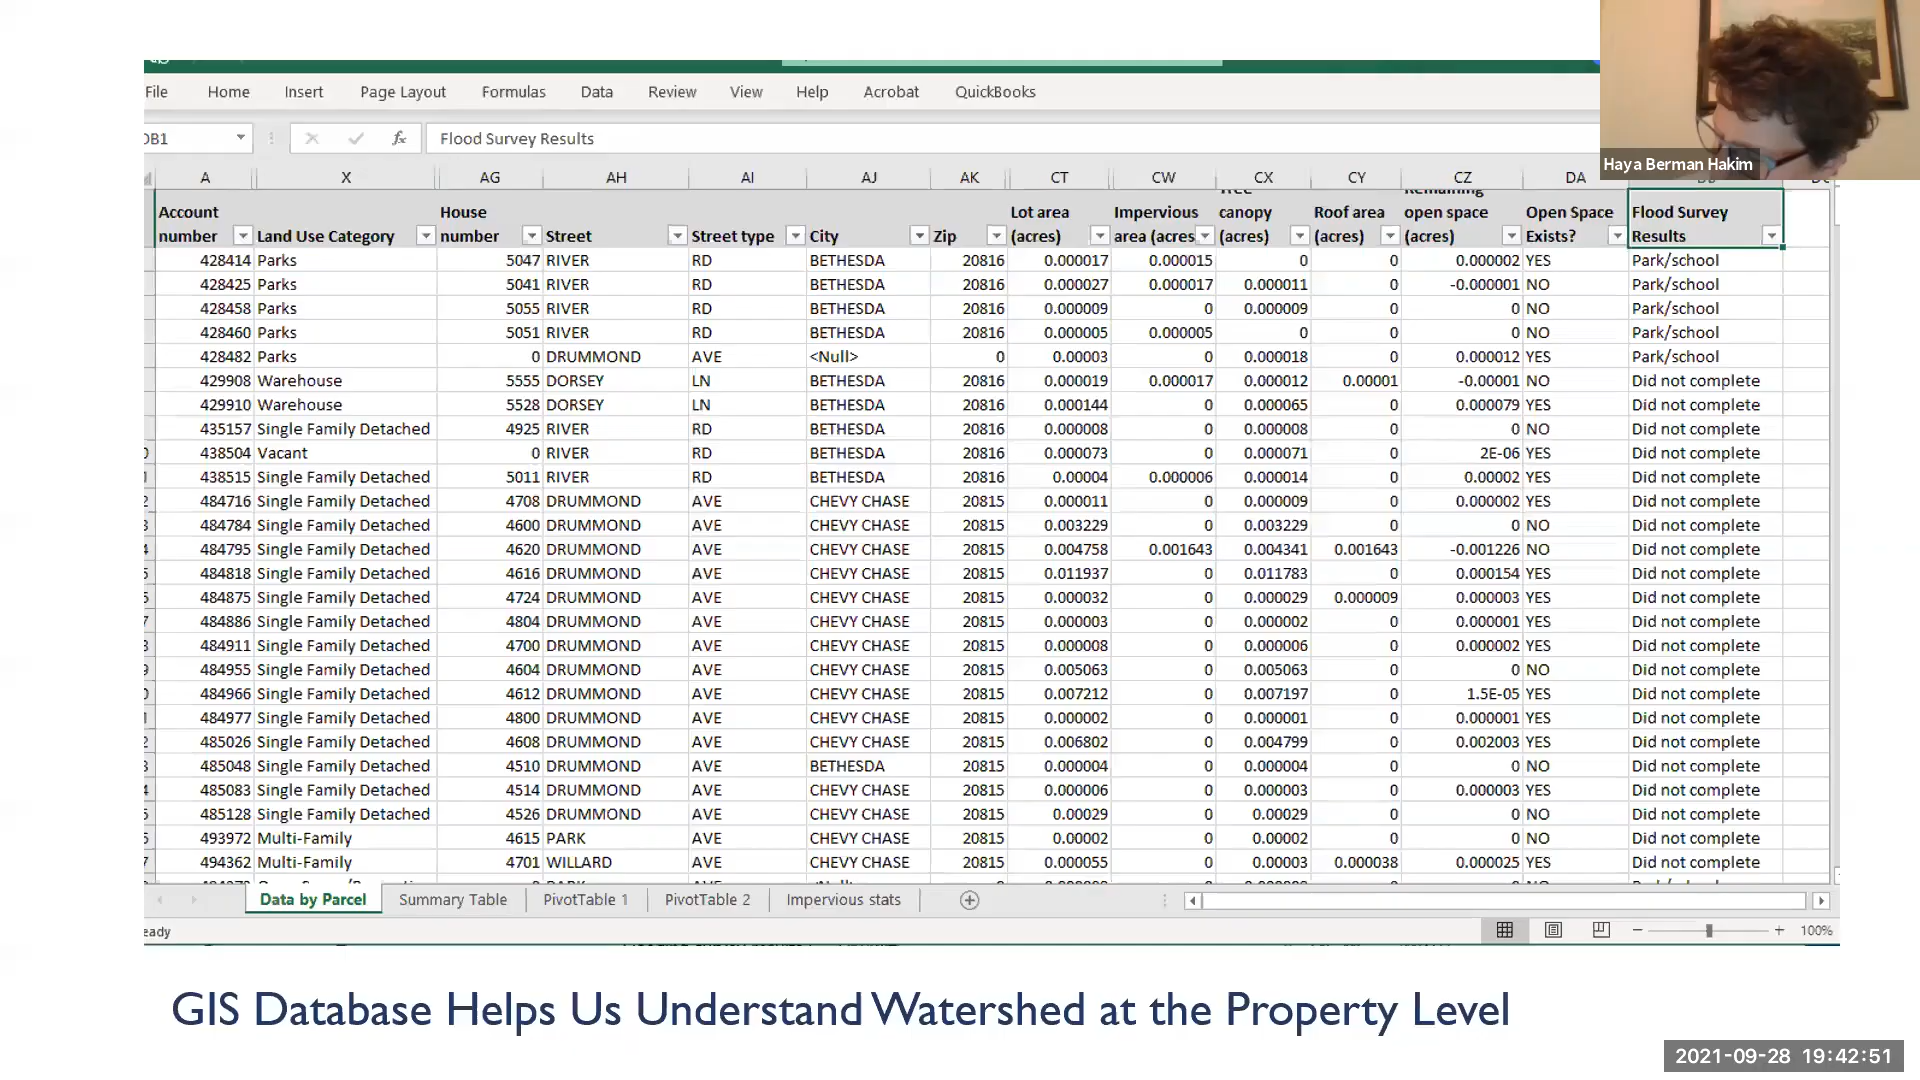 File Home Insert Page Layout Formulas Data Review View Help Acrobat QuickBooks
Haya Berman Hakim
DB1 fx Flood Survey Results
A X AG AH AI AJ AK CT CW CX CY CZ DA
Account House Lot area Impervious canopy Roof area open space Open Space Flood Survey
number Land Use Category number Street Street type City Zip (acres) area (acres (acres) (acres) (acres) Exists? Results
428414 Parks 5047 RIVER RD BETHESDA 20816 0.000017 0.000015 0 0 0.000002 YES Park/school
428425 Parks 5041 RIVER RD BETHESDA 20816 0.000027 0.000017 0.000011 0 -0.000001 NO Park/school
428458 Parks 5055 RIVER RD BETHESDA 20816 0.000009 0 0.000009 0 0 NO Park/school
428460 Parks 5051 RIVER RD BETHESDA 20816 0.000005 0.000005 0 0 0 NO Park/school
428482 Parks 0 DRUMMOND AVE <Null> 0 0.00003 0 0.000018 0 0.000012 YES Park/school
429908 Warehouse 5555 DORSEY LN BETHESDA 20816 0.000019 0.000017 0.000012 0.00001 -0.00001 NO Did not complete
429910 Warehouse 5528 DORSEY LN BETHESDA 20816 0.000144 0 0.000065 0 0.000079 YES Did not complete
435157 Single Family Detached 4925 RIVER RD BETHESDA 20816 0.000008 0 0.000008 0 0 NO Did not complete
438504 Vacant 0 RIVER RD BETHESDA 20816 0.000073 0 0.000071 0 2E-06 YES Did not complete
438515 Single Family Detached 5011 RIVER RD BETHESDA 20816 0.00004 0.000006 0.000014 0 0.00002 YES Did not complete
484716 Single Family Detached 4708 DRUMMOND AVE CHEVY CHASE 20815 0.000011 0 0.000009 0 0.000002 YES Did not complete
484784 Single Family Detached 4600 DRUMMOND AVE CHEVY CHASE 20815 0.003229 0 0.003229 0 0 NO Did not complete
484795 Single Family Detached 4620 DRUMMOND AVE CHEVY CHASE 20815 0.004758 0.001643 0.004341 0.001643 -0.001226 NO Did not complete
484818 Single Family Detached 4616 DRUMMOND AVE CHEVY CHASE 20815 0.011937 0 0.011783 0 0.000154 YES Did not complete
484875 Single Family Detached 4724 DRUMMOND AVE CHEVY CHASE 20815 0.000032 0 0.000029 0.000009 0.000003 YES Did not complete
484886 Single Family Detached 4804 DRUMMOND AVE CHEVY CHASE 20815 0.000003 0 0.000002 0 0.000001 YES Did not complete
484911 Single Family Detached 4700 DRUMMOND AVE CHEVY CHASE 20815 0.000008 0 0.000006 0 0.000002 YES Did not complete
484955 Single Family Detached 4604 DRUMMOND AVE CHEVY CHASE 20815 0.005063 0 0.005063 0 0 NO Did not complete
484966 Single Family Detached 4612 DRUMMOND AVE CHEVY CHASE 20815 0.007212 0 0.007197 0 1.5E-05 YES Did not complete
484977 Single Family Detached 4800 DRUMMOND AVE CHEVY CHASE 20815 0.000002 0 0.000001 0 0.000001 YES Did not complete
485026 Single Family Detached 4608 DRUMMOND AVE CHEVY CHASE 20815 0.006802 0 0.004799 0 0.002003 YES Did not complete
485048 Single Family Detached 4510 DRUMMOND AVE BETHESDA 20815 0.000004 0 0.000004 0 0 NO Did not complete
485083 Single Family Detached 4514 DRUMMOND AVE CHEVY CHASE 20815 0.000006 0 0.000003 0 0.000003 YES Did not complete
485128 Single Family Detached 4526 DRUMMOND AVE CHEVY CHASE 20815 0.00029 0 0.00029 0 0 NO Did not complete
493972 Multi-Family 4615 PARK AVE CHEVY CHASE 20815 0.00002 0 0.00002 0 0 NO Did not complete
494362 Multi-Family 4701 WILLARD AVE CHEVY CHASE 20815 0.000055 0 0.00003 0.000038 0.000025 YES Did not complete
Data by Parcel Summary Table PivotTable 1 PivotTable 2 Impervious stats
100%
GIS Database Helps Us Understand Watershed at the Property Level
2021-09-28 19:42:51